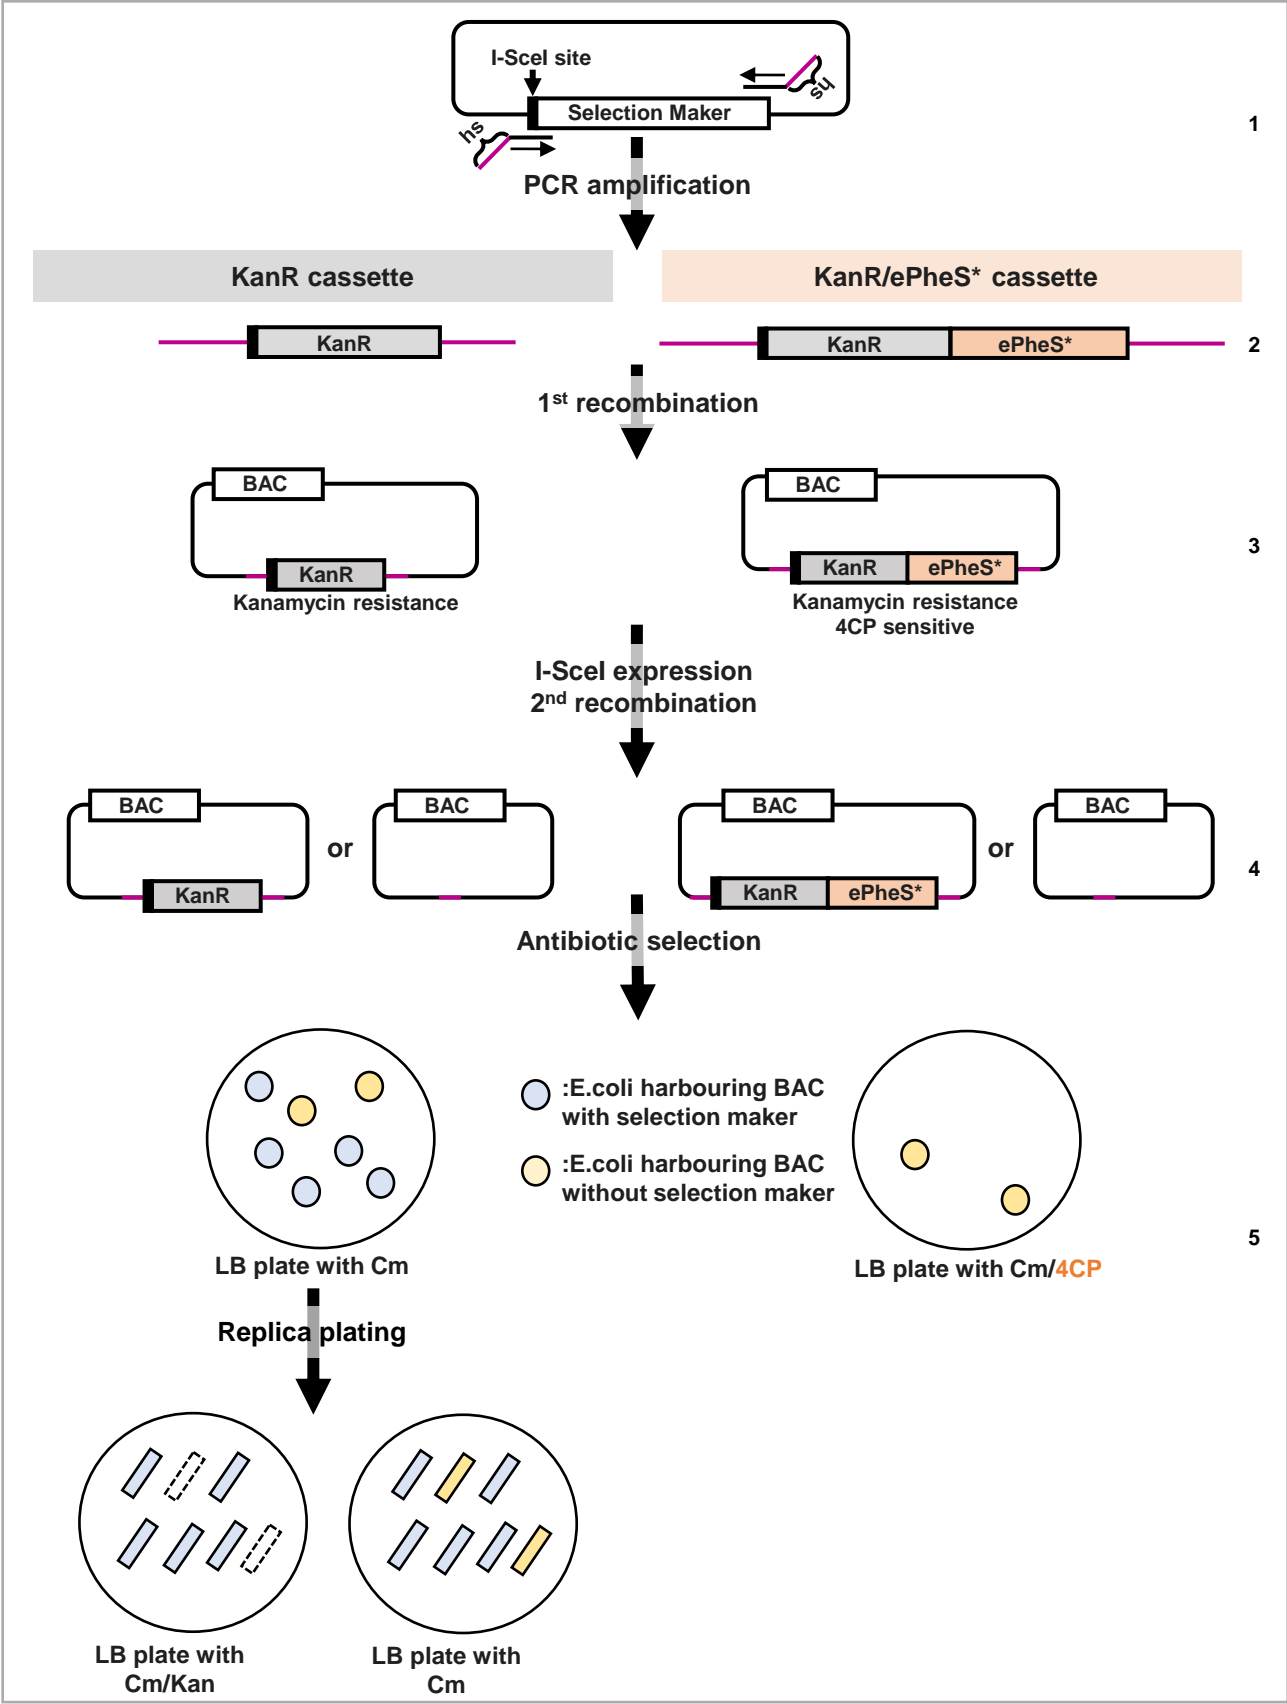 I-SceI site
hs
Selection Maker
hs
1
PCR amplification
KanR cassette
KanR/ePheS* cassette
KanR
KanR
ePheS*
2
1st recombination
BAC
BAC
3
KanR
KanR
ePheS*
Kanamycin resistance
Kanamycin resistance
4CP sensitive
I-SceI expression
2nd recombination
BAC
BAC
BAC
BAC
or
or
4
KanR
KanR
ePheS*
Antibiotic selection
:E.coli harbouring BAC
with selection maker
:E.coli harbouring BAC
without selection maker
5
LB plate with Cm
LB plate with Cm/4CP
Replica plating
LB plate with
Cm/Kan
LB plate with
Cm